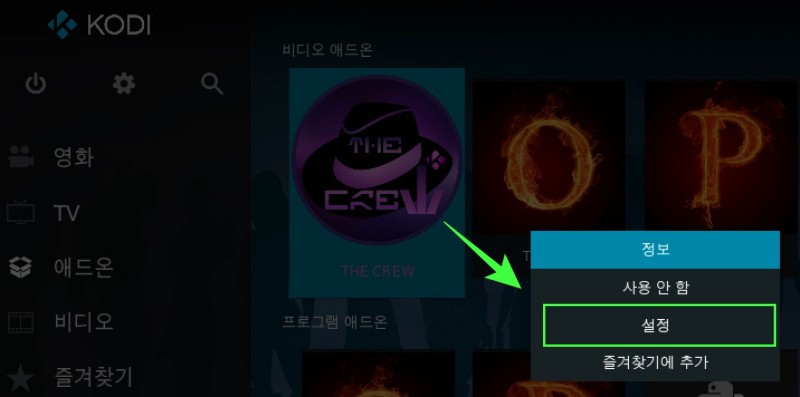 KODI
비디오 애드온
THE
CREW
THE CREW
O
P
T
영화
TV
애드온
비디오
즐겨찾기
프로그램 애드온
정보
사용 안 함
설정
즐겨찾기에 추가